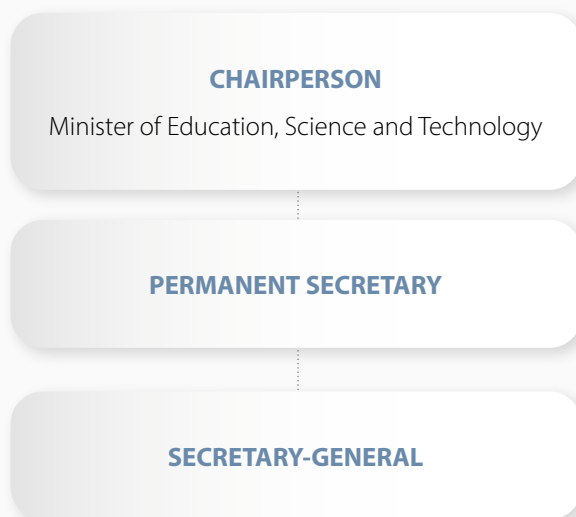 CHAIRPERSON
Minister of Education, Science and Technology
PERMANENT SECRETARY
SECRETARY-GENERAL